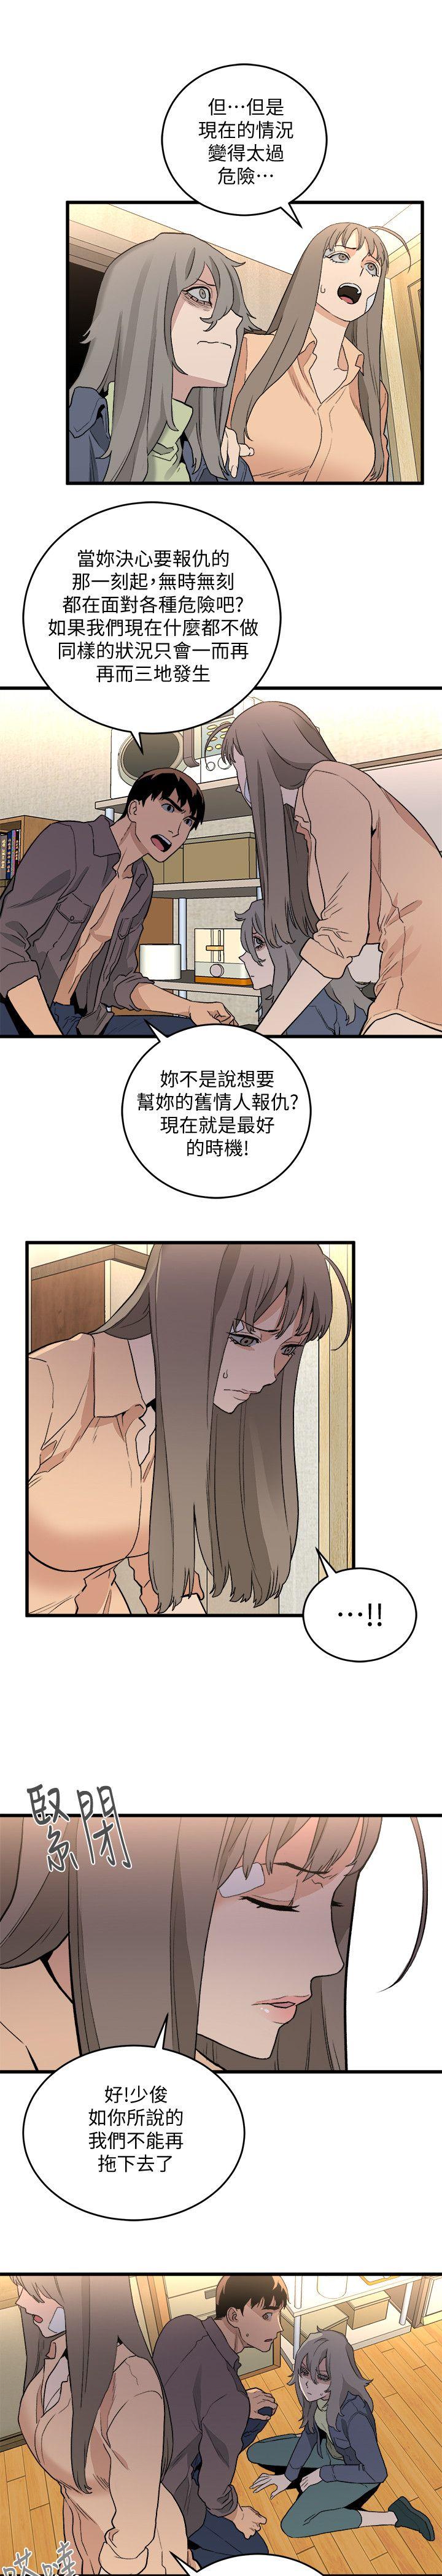 但…但是
現在的情況
變得太過
危險…
當妳決心要報仇的
那一刻起，無時無刻
都在面對各種危險吧?
如果我們現在什麼都不做
同樣的狀況只會一而再
再而三地發生
妳不是說想要
幫妳的舊情人報仇?
現在就是最好
的時機!
…!!
緊閉
好!少俊
如你所說的
我們不能再
拖下去了